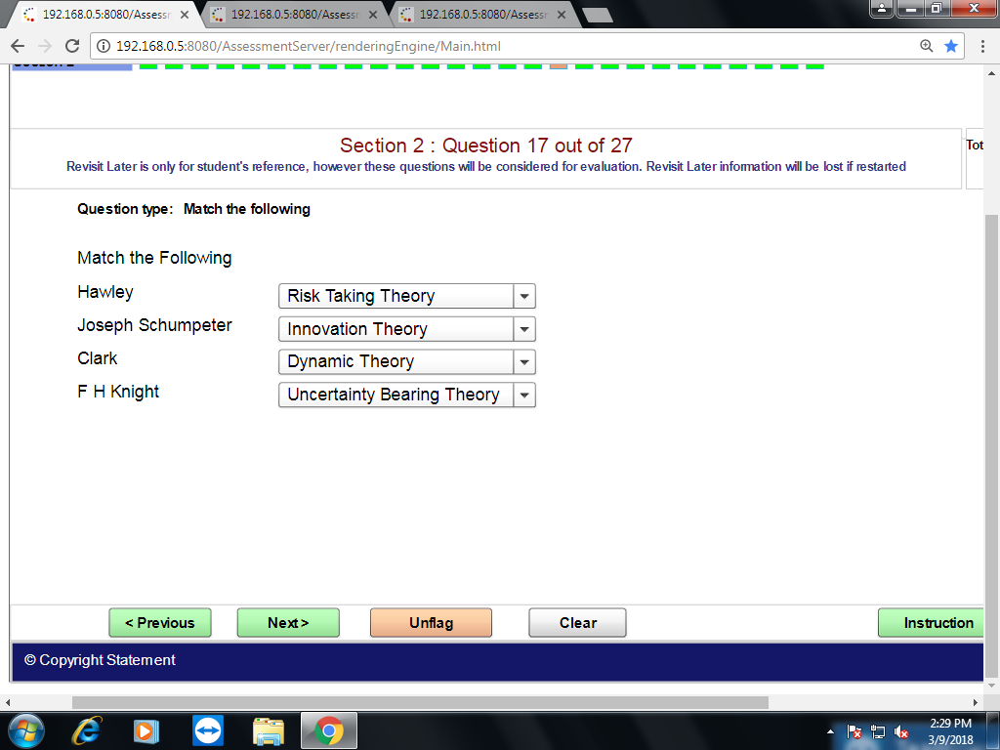 192.168.0.5:8080/Assessm
192.168.0.5:8080/Assessm
192.168.0.5:8080/Assessm
192.168.0.5:8080/AssessmentServer/renderingEngine/Main.html
Section 2 : Question 17 out of 27
Tot
Revisit Later is only for student's reference, however these questions will be considered for evaluation. Revisit Later information will be lost if restarted
Question type: Match the following
Match the Following
Hawley Risk Taking Theory
Joseph Schumpeter Innovation Theory
Clark Dynamic Theory
F H Knight Uncertainty Bearing Theory
< Previous Next > Unflag Clear Instruction
© Copyright Statement
2:29 PM
3/9/2018